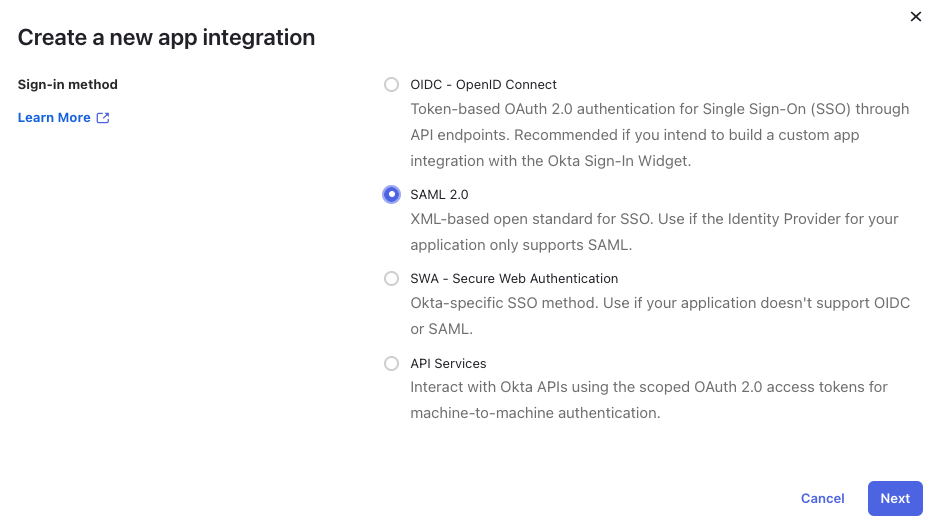 Create a new app integration
Sign-in method
Learn More
OIDC - OpenID Connect
Token-based OAuth 2.0 authentication for Single Sign-On (SSO) through
API endpoints. Recommended if you intend to build a custom app
integration with the Okta Sign-In Widget.
SAML 2.0
XML-based open standard for SSO. Use if the Identity Provider for your
application only supports SAML.
SWA - Secure Web Authentication
Okta-specific SSO method. Use if your application doesn't support OIDC
or SAML.
API Services
Interact with Okta APIs using the scoped OAuth 2.0 access tokens for
machine-to-machine authentication.
Cancel
Next